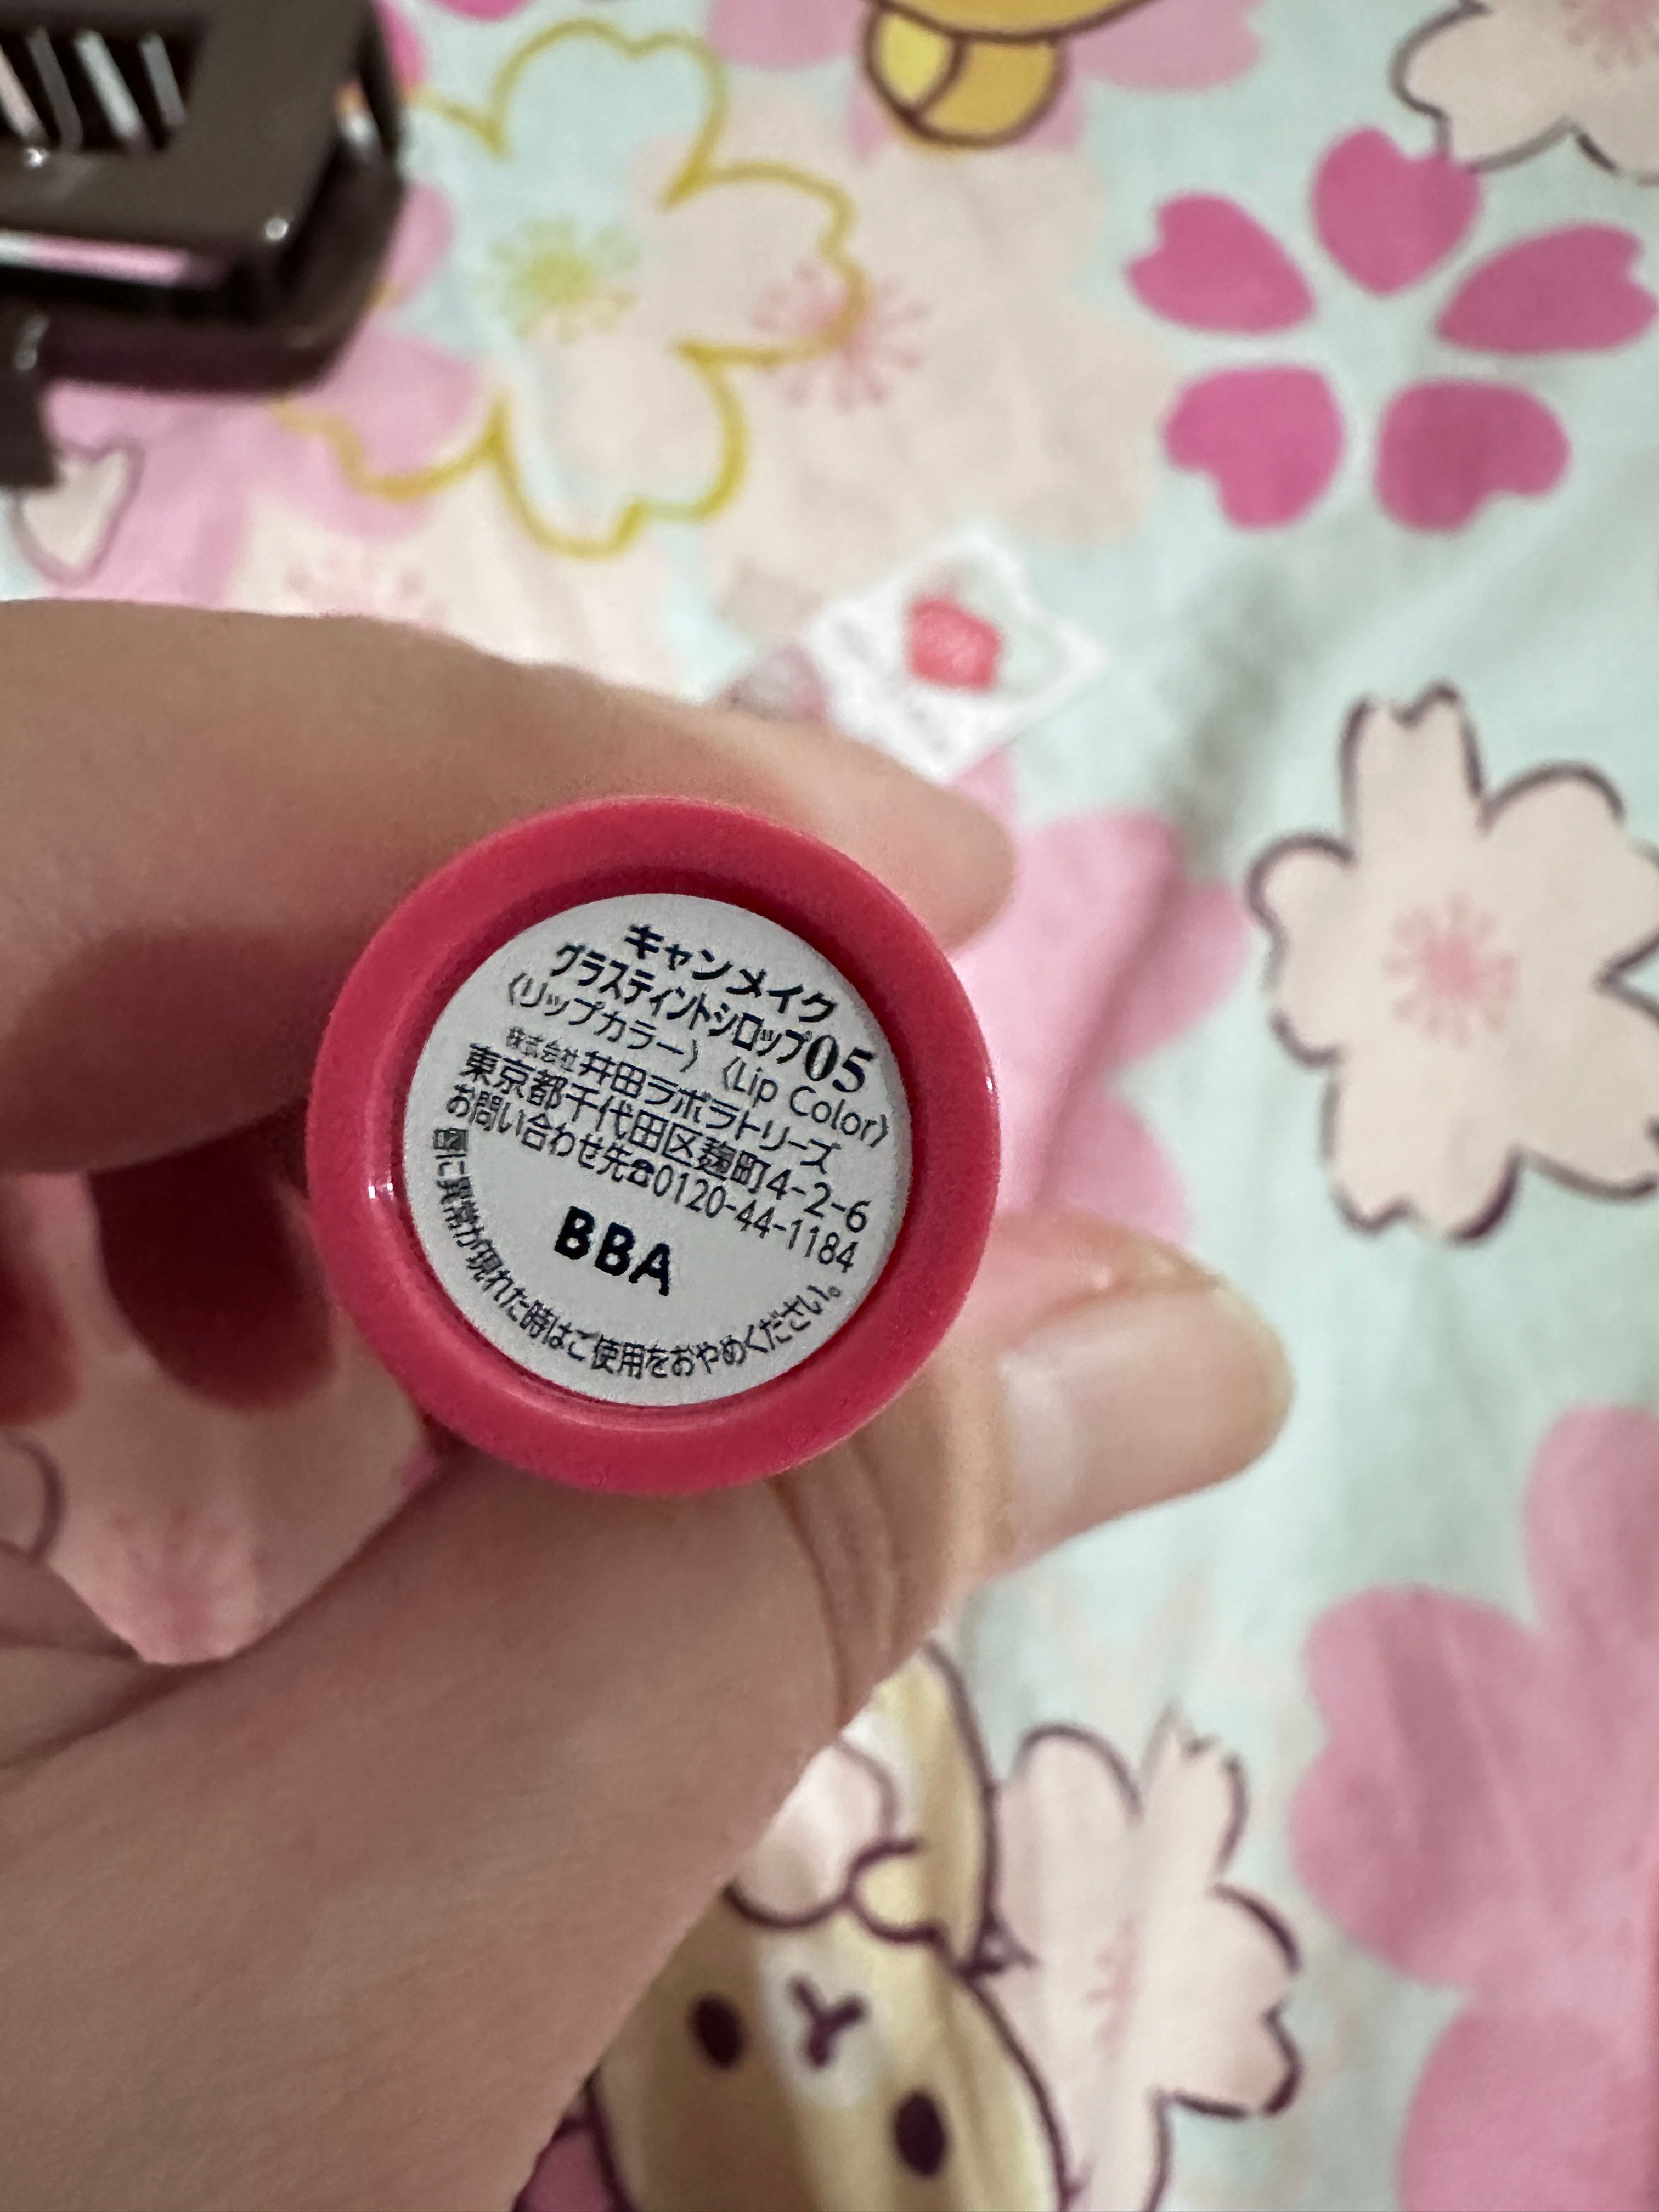 キャンメイク
グラスティントシロップ05
〈リップカラー〉〈Lip Color〉
株式会社井田ラボラトリーズ
東京都千代田区麹町4-2-6
お問い合わせ先☎0120-44-1184
BBA
に異常が現れた時はご使用をおやめください。